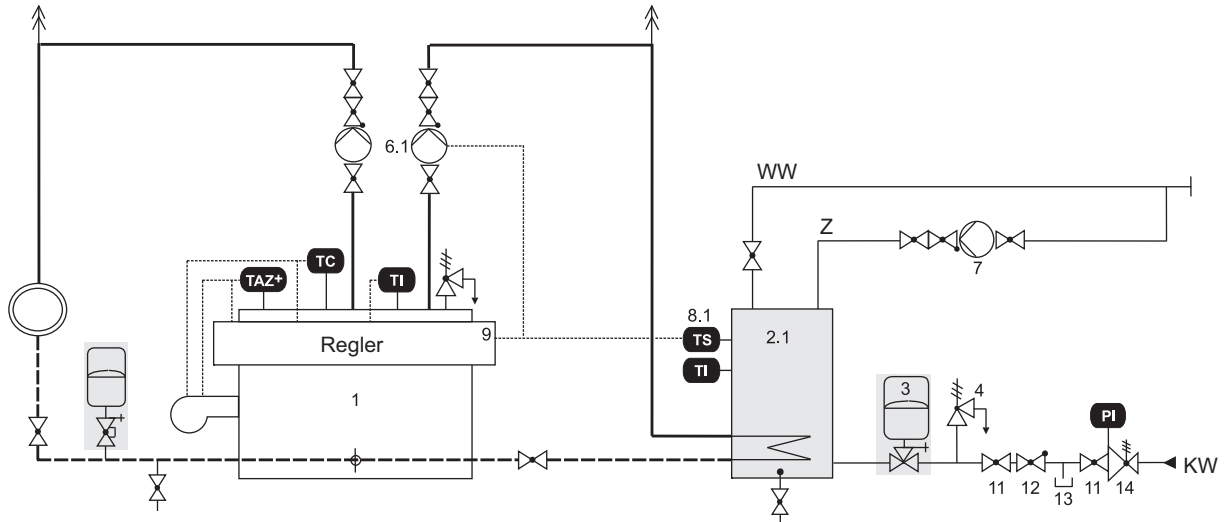 6.1
WW
Z
7
TC
TAZ+
TI
8.1
9
TS
2.1
Regler
TI
1
3
4
PI
KW
11
12
13
11
14